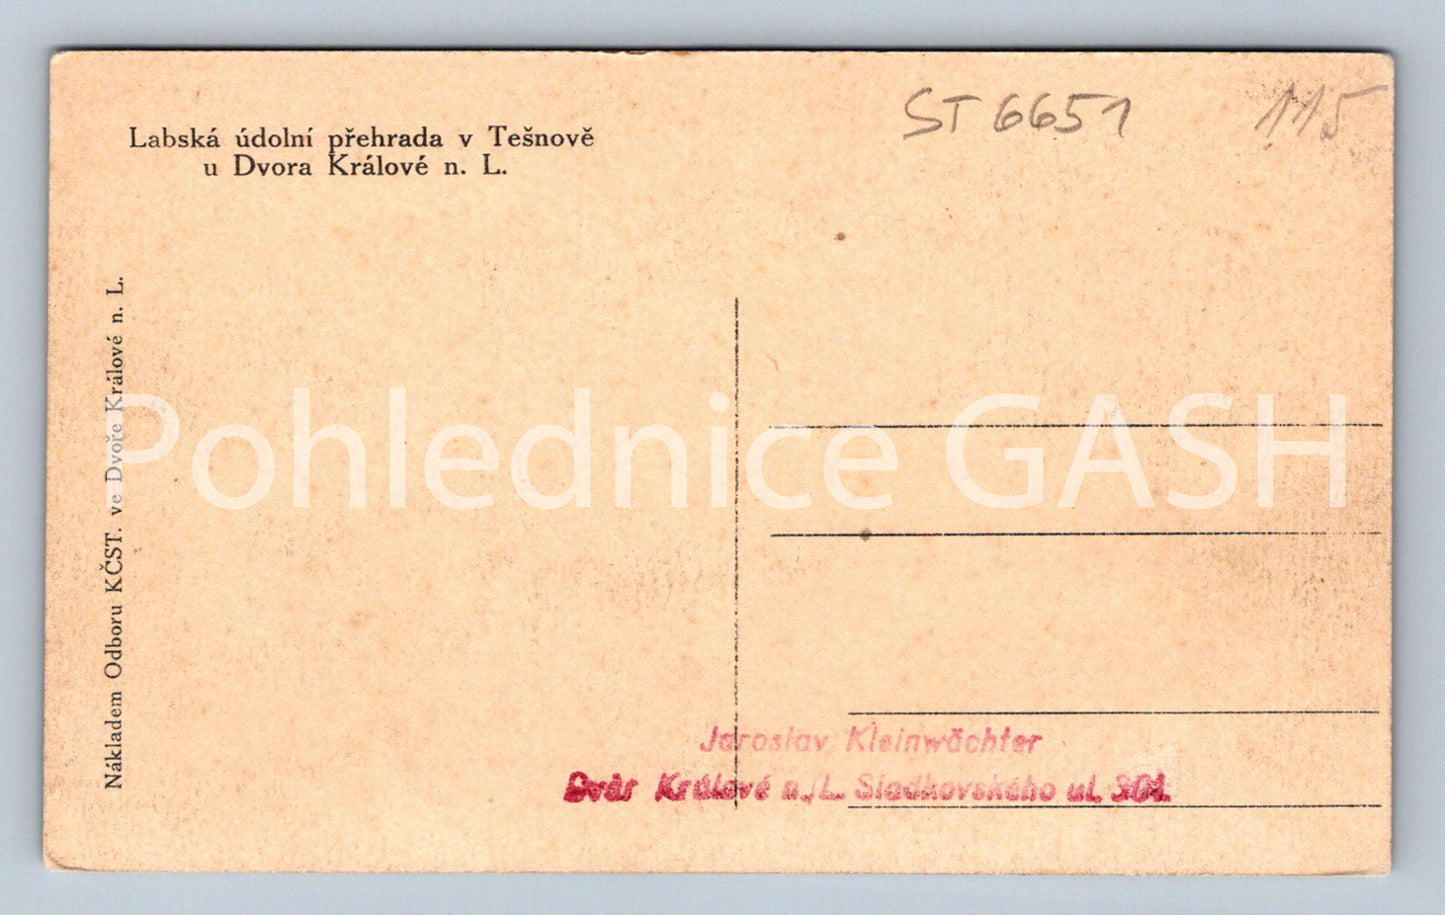 Labská údolní přehrada v Tešnově
u Dvora Králové n. L.
ST 6651
115
Nákladem Odboru KČST. ve Dvoře Králové n. L.
Pohlednice GASH
Jaroslav Kleinwächter
Dvůr Králové n. L. Sladkovského ul. 301.